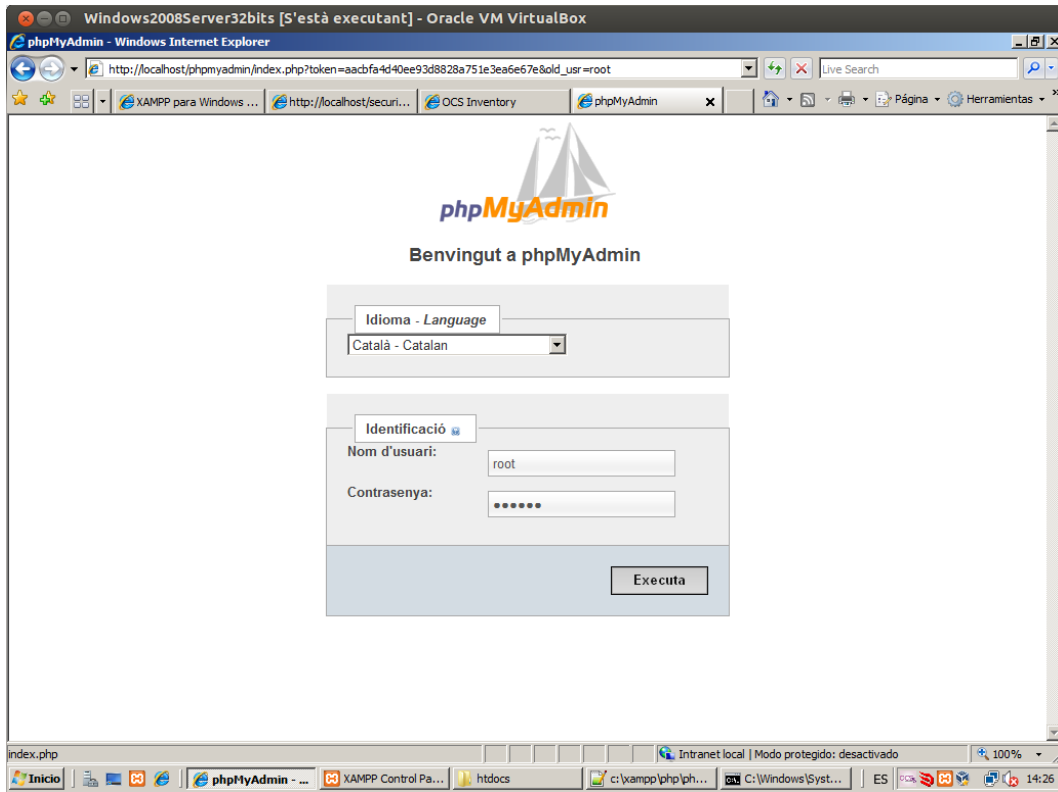 Windows2008Server32bits [S'està executant] - Oracle VM VirtualBox
phpMyAdmin - Windows Internet Explorer
http://localhost/phpmyadmin/index.php?token=aacbfa4d40ee93d8828a751e3ea6e67e&old_usr=root
Live Search
XAMPP para Windows ...
http://localhost/securi...
OCS Inventory
phpMyAdmin
Página
Herramientas
phpMyAdmin
Benvingut a phpMyAdmin
Idioma - Language
Català - Catalan
Identificació
Nom d'usuari:
root
Contrasenya:
••••••
Executa
index.php
Intranet local | Modo protegido: desactivado
100%
Inicio
phpMyAdmin - ...
XAMPP Control Pa...
htdocs
c:\xampp\php\ph...
C:\Windows\Syst...
ES
14:26